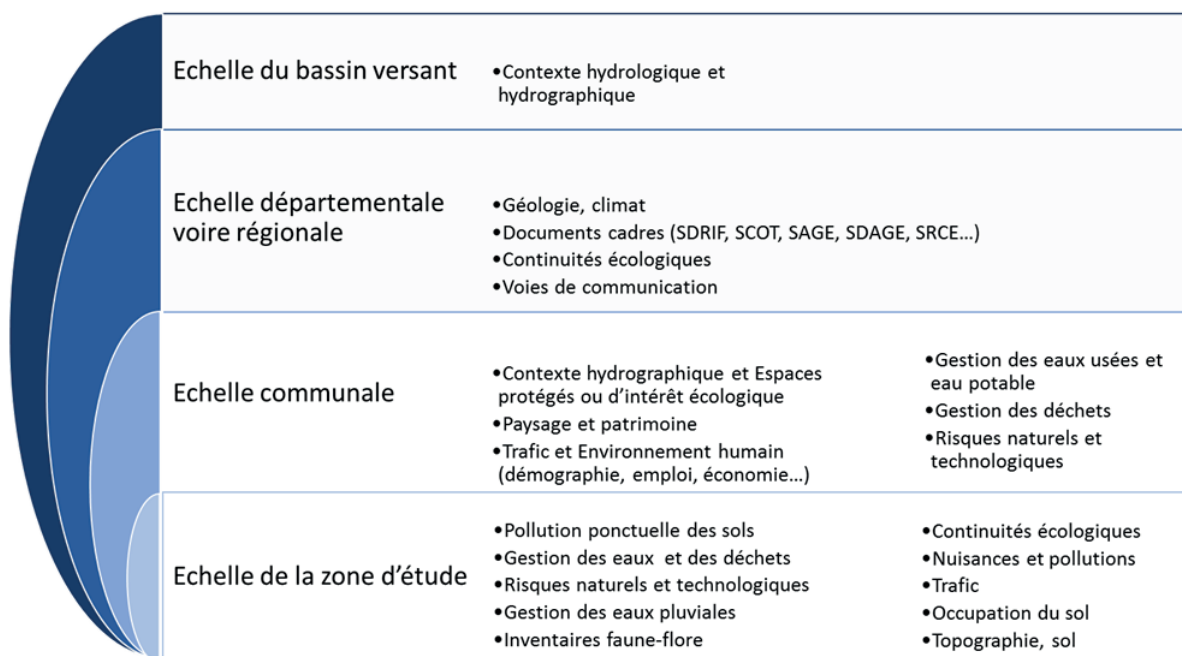 Echelle du bassin versant
•Contexte hydrologique et
hydrographique
Echelle départementale
voire régionale
•Géologie, climat
•Documents cadres (SDRIF, SCOT, SAGE, SDAGE, SRCE…)
•Continuités écologiques
•Voies de communication
Echelle communale
•Contexte hydrographique et Espaces
protégés ou d’intérêt écologique
•Paysage et patrimoine
•Trafic et Environnement humain
(démographie, emploi, économie…)
•Gestion des eaux usées et
eau potable
•Gestion des déchets
•Risques naturels et
technologiques
Echelle de la zone d’étude
•Pollution ponctuelle des sols
•Gestion des eaux et des déchets
•Risques naturels et technologiques
•Gestion des eaux pluviales
•Inventaires faune-flore
•Continuités écologiques
•Nuisances et pollutions
•Trafic
•Occupation du sol
•Topographie, sol